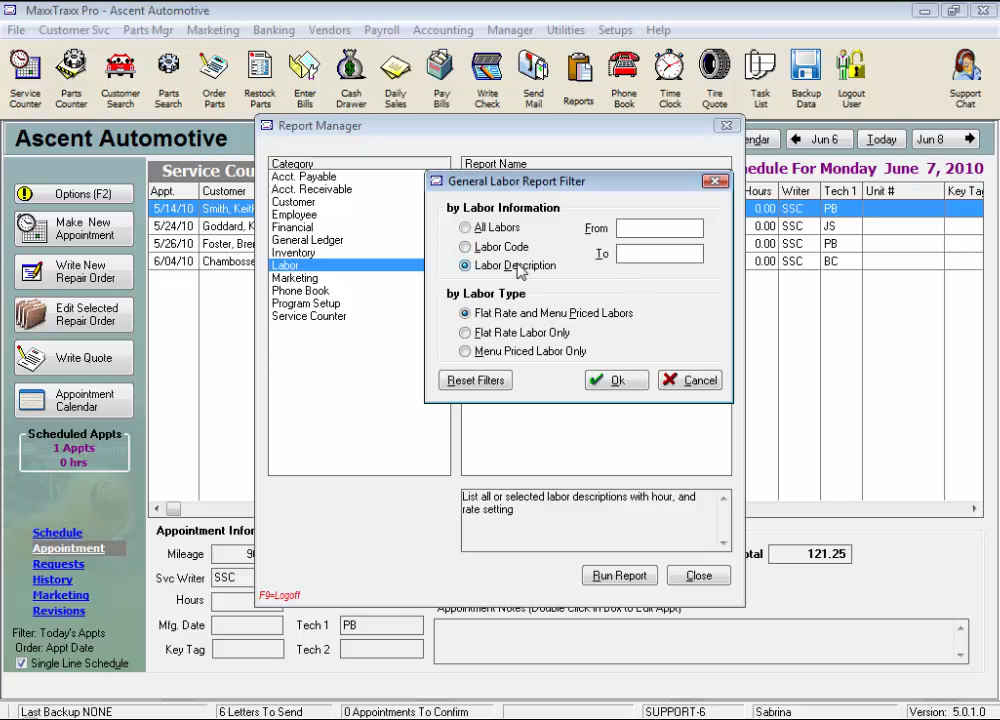 MaxxTraxx Pro - Ascent Automotive
File Customer Svc Parts Mgr Marketing Banking Vendors Payroll Accounting Manager Utilities Setups Help
Service Counter
Parts Counter
Customer Search
Parts Search
Order Parts
Restock Parts
Enter Bills
Cash Drawer
Daily Sales
Pay Bills
Write Check
Send Mail
Reports
Phone Book
Time Clock
Tire Quote
Task List
Backup Data
Logout User
Support Chat
Ascent Automotive
Report Manager
ndar
Jun 6
Today
Jun 8
Service Cou
edule For Monday June 7, 2010
Appt. Customer
Hours Writer Tech 1 Unit # Key Tag
5/14/10 Smith, Keith
0.00 SSC PB
5/24/10 Goddard, K
0.00 SSC JS
5/26/10 Foster, Bre
0.00 SSC PB
6/04/10 Chambosse
0.00 SSC BC
Options (F2)
Make New Appointment
Write New Repair Order
Edit Selected Repair Order
Write Quote
Appointment Calendar
Scheduled Appts
1 Appts
0 hrs
Schedule
Appointment
Requests
History
Marketing
Revisions
Filter: Today's Appts
Order: Appt Date
Single Line Schedule
Category
Report Name
Acct. Payable
Acct. Receivable
Customer
Employee
Financial
General Ledger
Inventory
Labor
Marketing
Phone Book
Program Setup
Service Counter
General Labor Report Filter
by Labor Information
All Labors
From
Labor Code
To
Labor Description
by Labor Type
Flat Rate and Menu Priced Labors
Flat Rate Labor Only
Menu Priced Labor Only
Reset Filters
Ok
Cancel
List all or selected labor descriptions with hour, and
rate setting
Run Report
Close
F9=Logoff
Appointment Infor
Mileage 9
Svc Writer SSC
Hours
Mfg. Date
Tech 1 PB
Key Tag
Tech 2
otal 121.25
Appointment Notes (Double Click in Box to Edit Appt)
Last Backup NONE
6 Letters To Send
0 Appointments To Confirm
SUPPORT-6
Sabrina
Version: 5.0.1.0